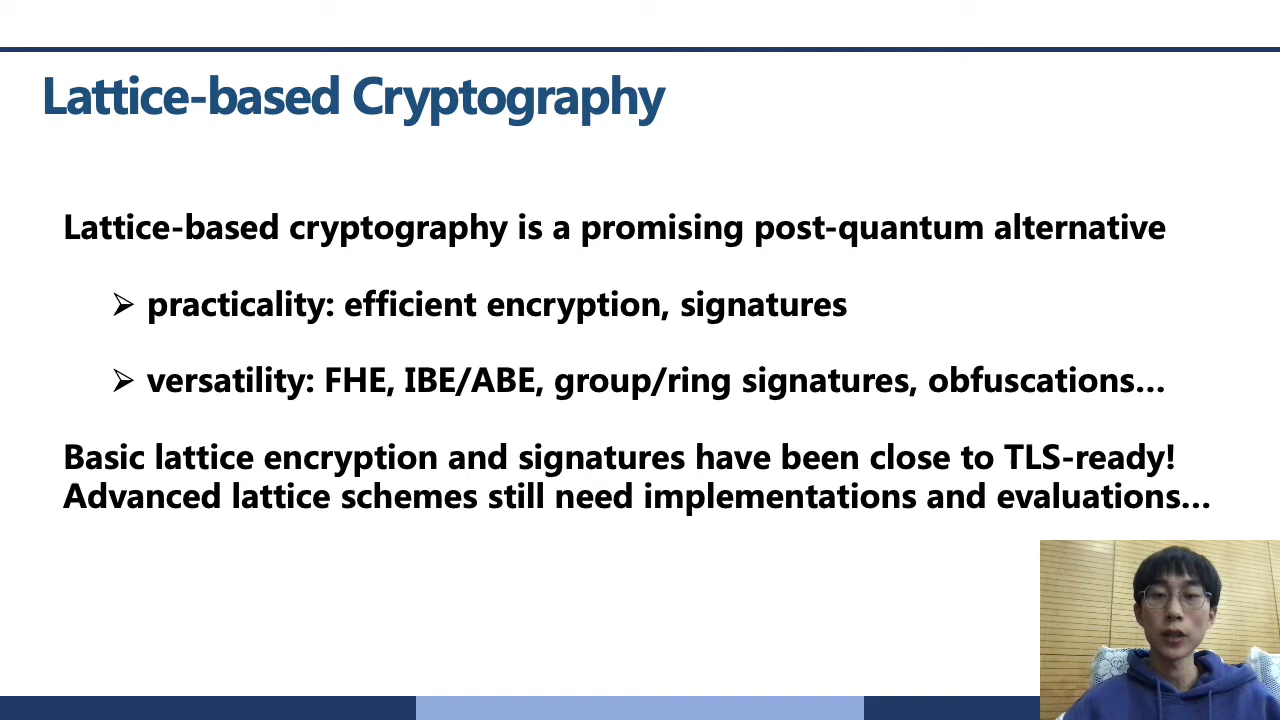 Lattice-based Cryptography
Lattice-based cryptography is a promising post-quantum alternative
➢ practicality: efficient encryption, signatures
➢ versatility: FHE, IBE/ABE, group/ring signatures, obfuscations...
Basic lattice encryption and signatures have been close to TLS-ready!
Advanced lattice schemes still need implementations and evaluations...